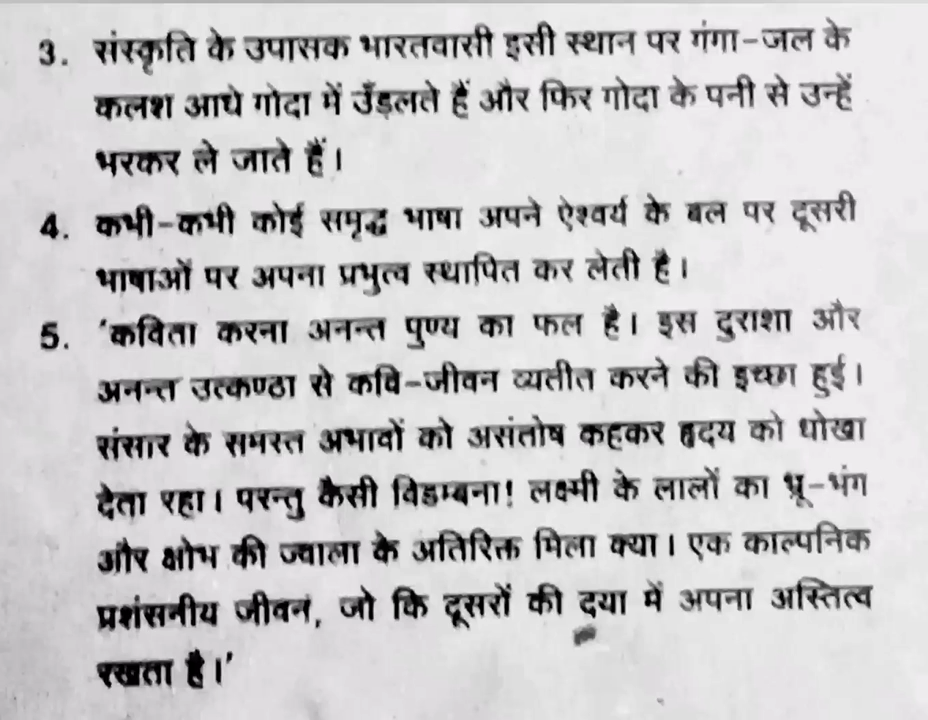 3. संस्कृति के उपासक भारतवासी इसी स्थान पर गंगा-जल के
कलश आधे गोदा में उँड़लते हैं और फिर गोदा के पनी से उन्हें
भरकर ले जाते हैं।
4. कभी-कभी कोई समृद्ध भाषा अपने ऐश्वर्य के बल पर दूसरी
भाषाओं पर अपना प्रभुत्व स्थापित कर लेती है।
5. 'कविता करना अनन्त पुण्य का फल है। इस दुराशा और
अनन्त उत्कण्ठा से कवि-जीवन व्यतीत करने की इच्छा हुई।
संसार के समस्त अभावों को असंतोष कहकर हृदय को धोखा
देता रहा। परन्तु कैसी विडम्बना! लक्ष्मी के लालों का भ्रू-भंग
और क्षोभ की ज्वाला के अतिरिक्त मिला क्या। एक काल्पनिक
प्रशंसनीय जीवन, जो कि दूसरों की दया में अपना अस्तित्व
रखता है।'